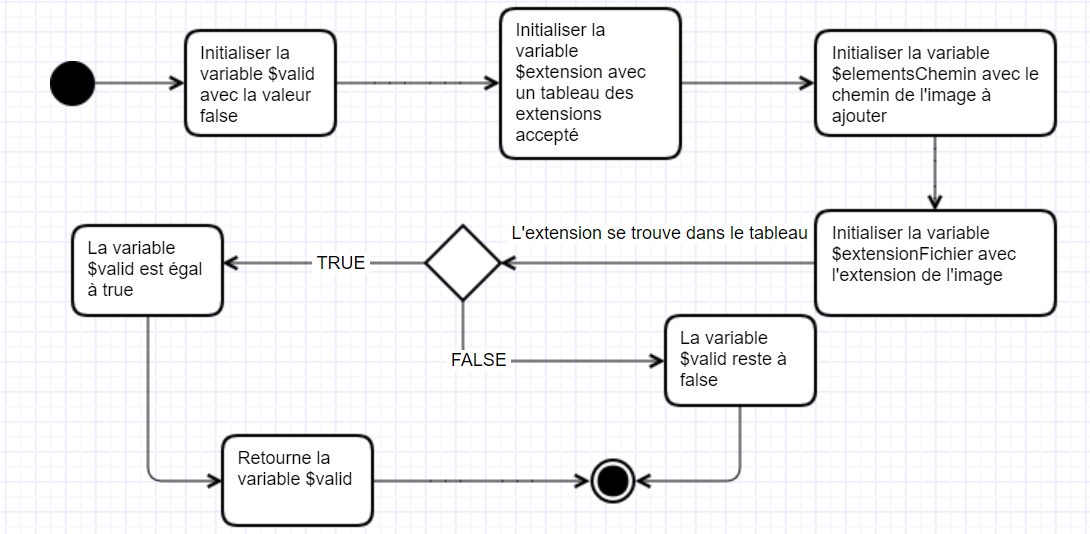 Initialiser la
variable $valid
avec la valeur
false
Initialiser la
variable
$extension avec
un tableau des
extensions
accepté
Initialiser la variable
$elementsChemin avec le
chemin de l'image à
ajouter
Initialiser la variable
$extensionFichier avec
l'extension de l'image
L'extension se trouve dans le tableau
TRUE
La variable
$valid est égal
à true
FALSE
La variable
$valid reste à
false
Retourne la
variable $valid